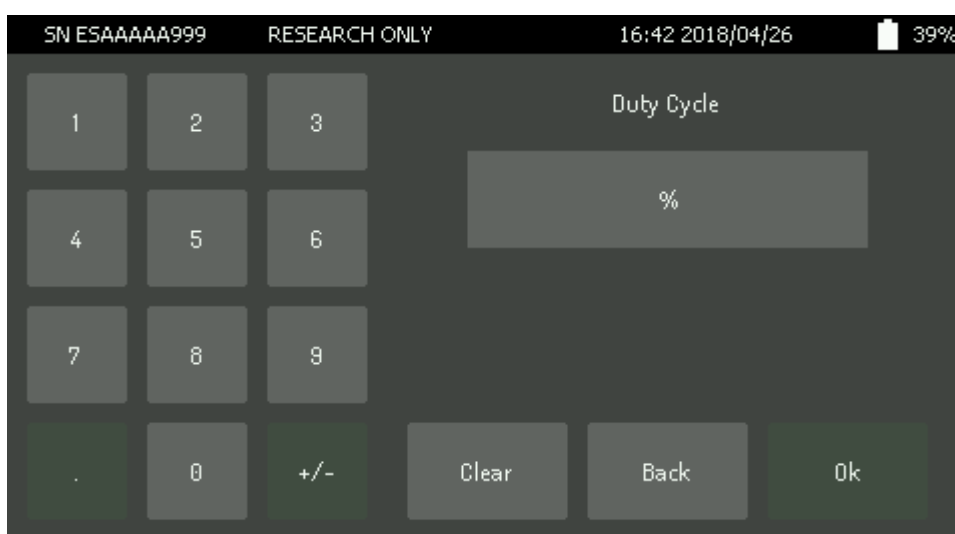 SN ESAAAAA999 RESEARCH ONLY 16:42 2018/04/26 39%
Duty Cycle
1 2 3
%
4 5 6
7 8 9
. 0 +/- Clear Back Ok